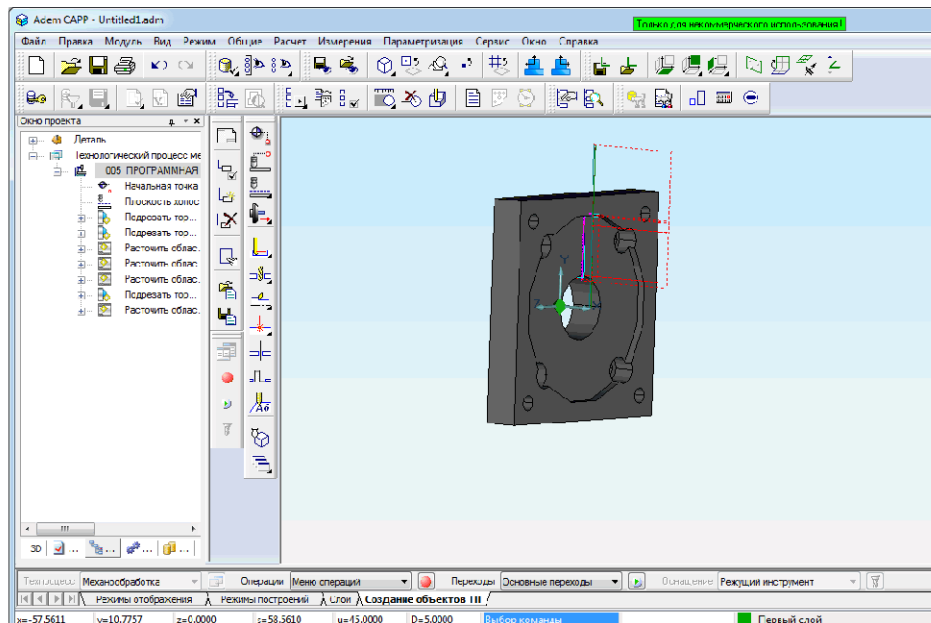 Adem CAPP - Untitled1.adm
Только для некоммерческого использования!
Файл Правка Модуль Вид Режим Общие Расчет Измерения Параметризация Сервис Окно Справка
Окно проекта
Деталь
Технологический процесс ме
005 ПРОГРАММНАЯ
Начальная точка
Плоскость холос
Подрезать тор...
Подрезать тор...
Расточить облас.
Расточить облас.
Расточить облас.
Подрезать тор...
Расточить облас.
3D ... ... ... ...
Техпроцесс Механообработка Операции Меню операций Переходы Основные переходы Оснащение Режущий инструмент
Режимы отображения Режимы построений Слои Создание объектов ТП
x=-57.5611 y=10.7757 z=0.0000 s=58.5610 u=45.0000 D=5.0000 Выбор команды Первый слой